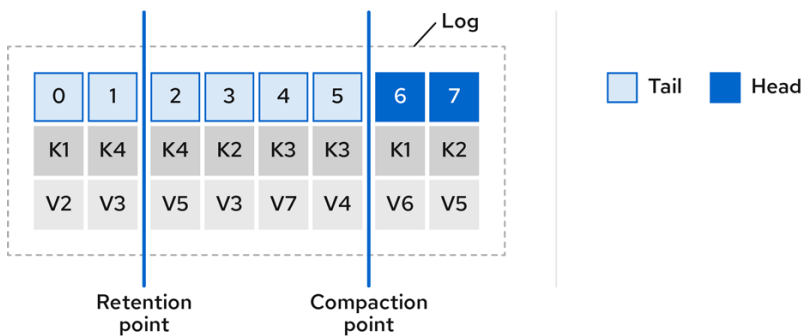 Log
0 1 2 3 4 5 6 7
Tail Head
K1 K4 K4 K2 K3 K3 K1 K2
V2 V3 V5 V3 V7 V4 V6 V5
Retention
point
Compaction
point